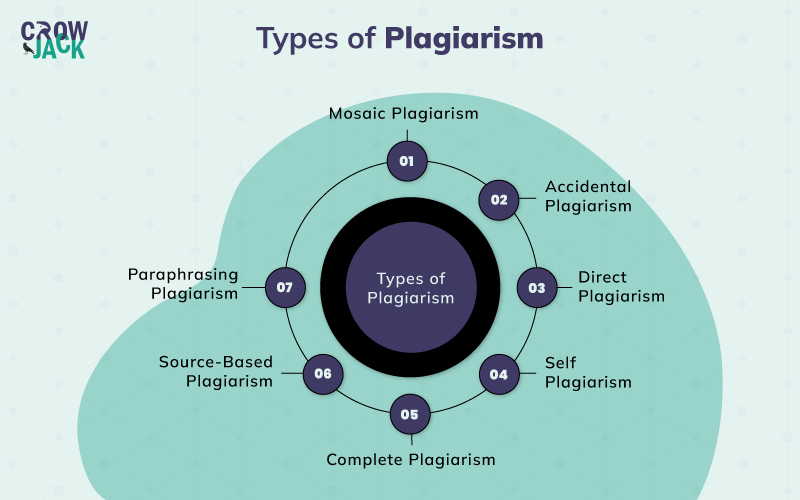 CROW
JACK
Types of Plagiarism
Mosaic Plagiarism
01
02
Accidental
Plagiarism
03
Direct
Plagiarism
04
Self
Plagiarism
05
Complete Plagiarism
06
Source-Based
Plagiarism
07
Paraphrasing
Plagiarism
Types of
Plagiarism